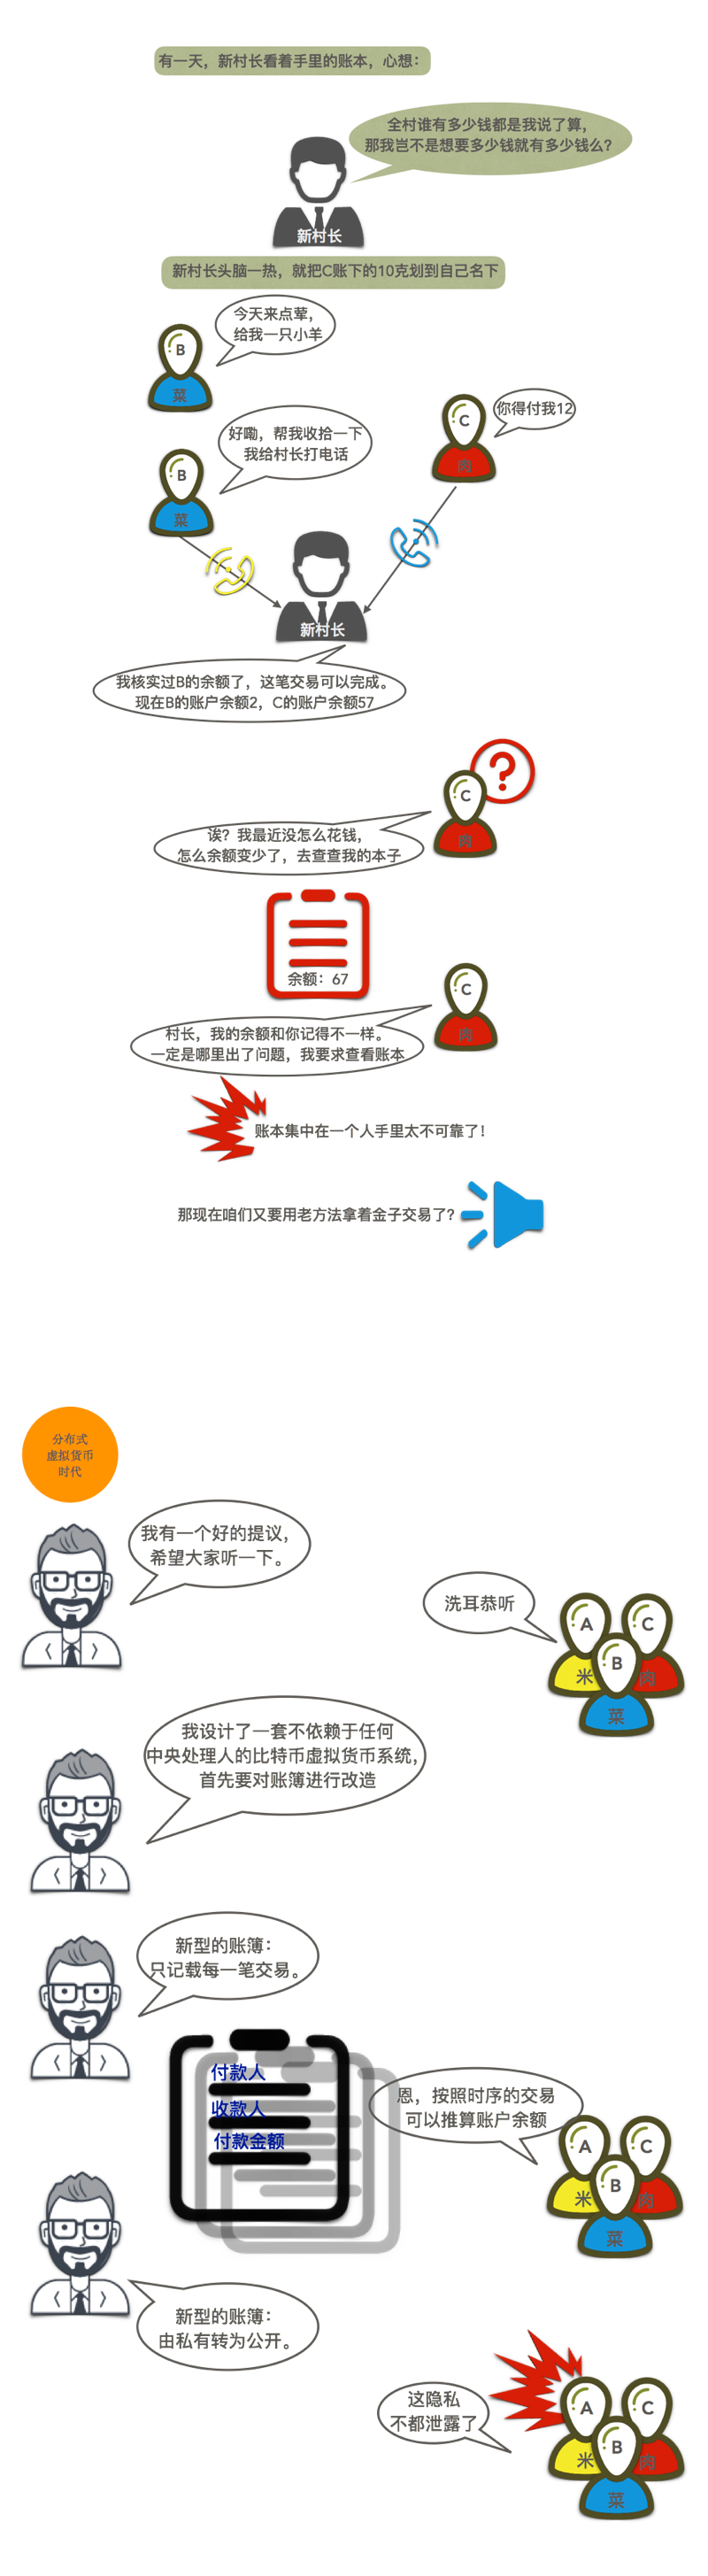 有一天，新村长看着手里的账本，心想：
全村谁有多少钱都是我说了算，
那我岂不是想要多少钱就有多少钱么？
新村长
新村长头脑一热，就把C账下的10克划到自己名下
今天来点荤，
给我一只小羊
B
菜
你得付我12
C
肉
好嘞，帮我收拾一下
我给村长打电话
B
菜
新村长
我核实过B的余额了，这笔交易可以完成。
现在B的账户余额2，C的账户余额57
?
C
肉
诶？我最近没怎么花钱，
怎么余额变少了，去查查我的本子
余额：67
C
肉
村长，我的余额和你记得不一样。
一定是哪里出了问题，我要求查看账本
账本集中在一个人手里太不可靠了！
那现在咱们又要用老方法拿着金子交易了？
分布式
虚拟货币
时代
我有一个好的提议，
希望大家听一下。
洗耳恭听
A
C
B
米
肉
菜
我设计了一套不依赖于任何
中央处理人的比特币虚拟货币系统，
首先要对账簿进行改造
新型的账簿：
只记载每一笔交易。
付款人
收款人
付款金额
恩，按照时序的交易
可以推算账户余额
A
C
B
米
肉
菜
新型的账簿：
由私有转为公开。
这隐私
不都泄露了
A
C
B
米
肉
菜